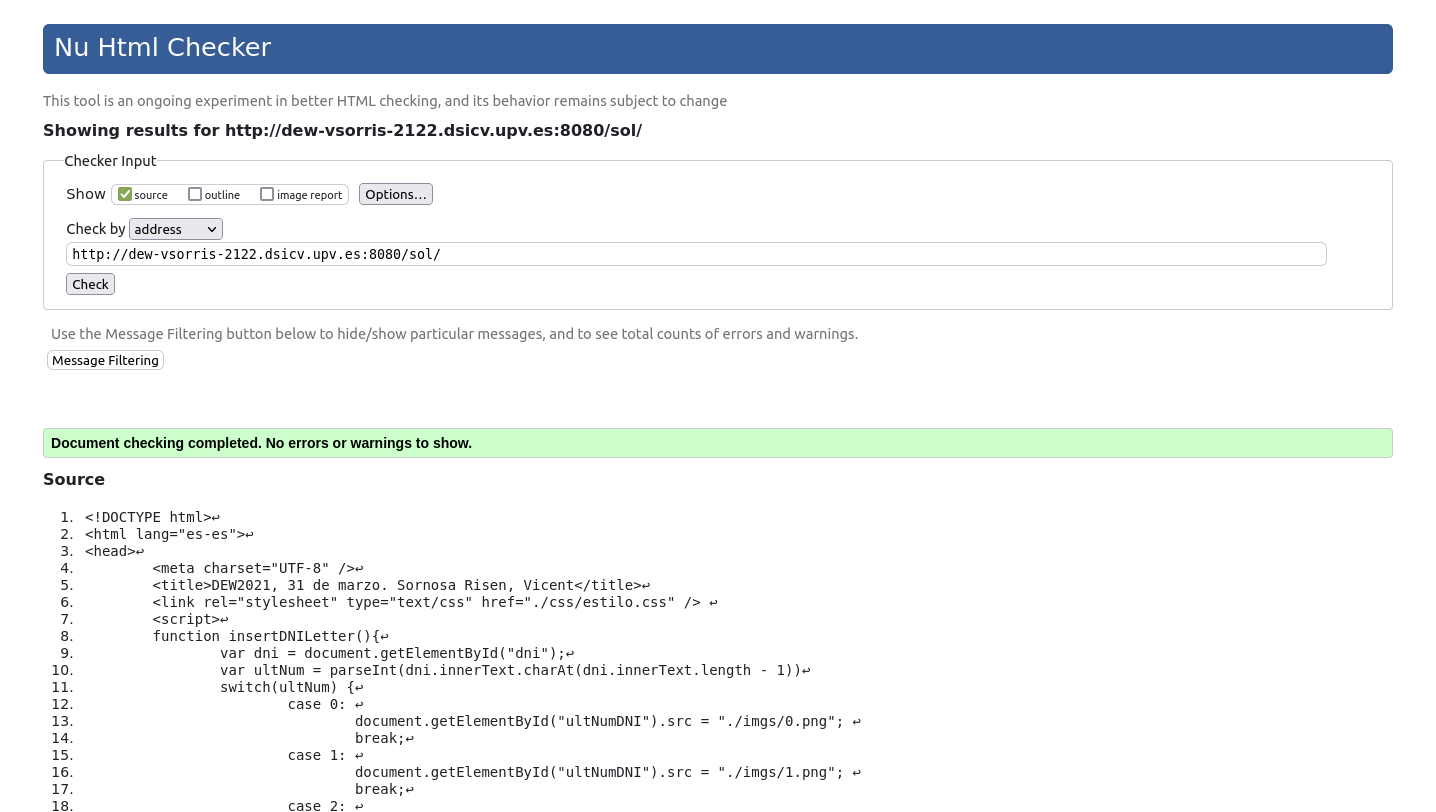 Nu Html Checker
This tool is an ongoing experiment in better HTML checking, and its behavior remains subject to change
Showing results for http://dew-vsorris-2122.dsicv.upv.es:8080/sol/
Checker Input
Show source outline image report Options...
Check by address
http://dew-vsorris-2122.dsicv.upv.es:8080/sol/
Check
Use the Message Filtering button below to hide/show particular messages, and to see total counts of errors and warnings.
Message Filtering
Document checking completed. No errors or warnings to show.
Source
1. <!DOCTYPE html>↩
2. <html lang="es-es">↩
3. <head>↩
4. <meta charset="UTF-8" />↩
5. <title>DEW2021, 31 de marzo. Sornosa Risen, Vicent</title>↩
6. <link rel="stylesheet" type="text/css" href="./css/estilo.css" /> ↩
7. <script>↩
8. function insertDNILetter(){↩
9. var dni = document.getElementById("dni");↩
10. var ultNum = parseInt(dni.innerText.charAt(dni.innerText.length - 1))↩
11. switch(ultNum) {↩
12. case 0: ↩
13. document.getElementById("ultNumDNI").src = "./imgs/0.png"; ↩
14. break;↩
15. case 1: ↩
16. document.getElementById("ultNumDNI").src = "./imgs/1.png"; ↩
17. break;↩
18. case 2: ↩